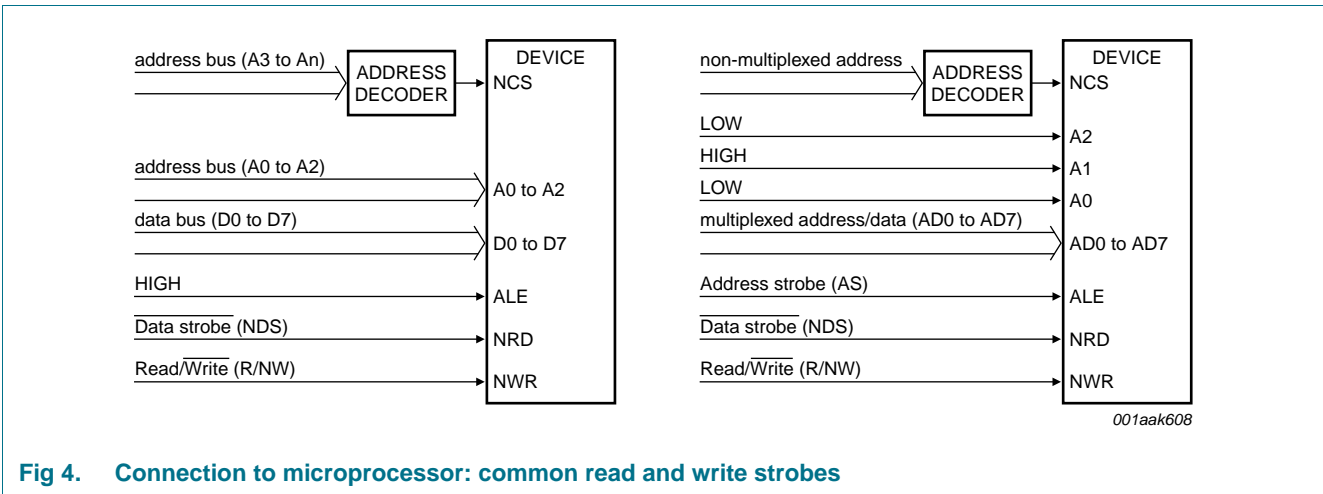 address bus (A3 to An)
ADDRESS
DECODER
DEVICE
NCS
address bus (A0 to A2)
A0 to A2
data bus (D0 to D7)
D0 to D7
HIGH
ALE
Data strobe (NDS)
NRD
Read/Write (R/NW)
NWR
non-multiplexed address
ADDRESS
DECODER
DEVICE
NCS
LOW
A2
HIGH
A1
LOW
A0
multiplexed address/data (AD0 to AD7)
AD0 to AD7
Address strobe (AS)
ALE
Data strobe (NDS)
NRD
Read/Write (R/NW)
NWR
001aak608
Fig 4. Connection to microprocessor: common read and write strobes